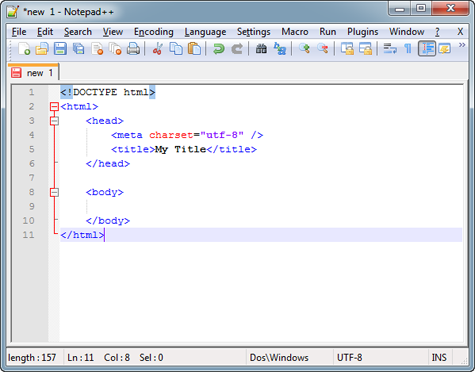 *new 1 - Notepad++
File Edit Search View Encoding Language Settings Macro Run Plugins Window ? X
new 1
1 <!DOCTYPE html>
2 <html>
3 <head>
4 <meta charset="utf-8" />
5 <title>My Title</title>
6 </head>
7
8 <body>
9
10 </body>
11 </html>
length : 157 Ln : 11 Col : 8 Sel : 0 Dos\Windows UTF-8 INS